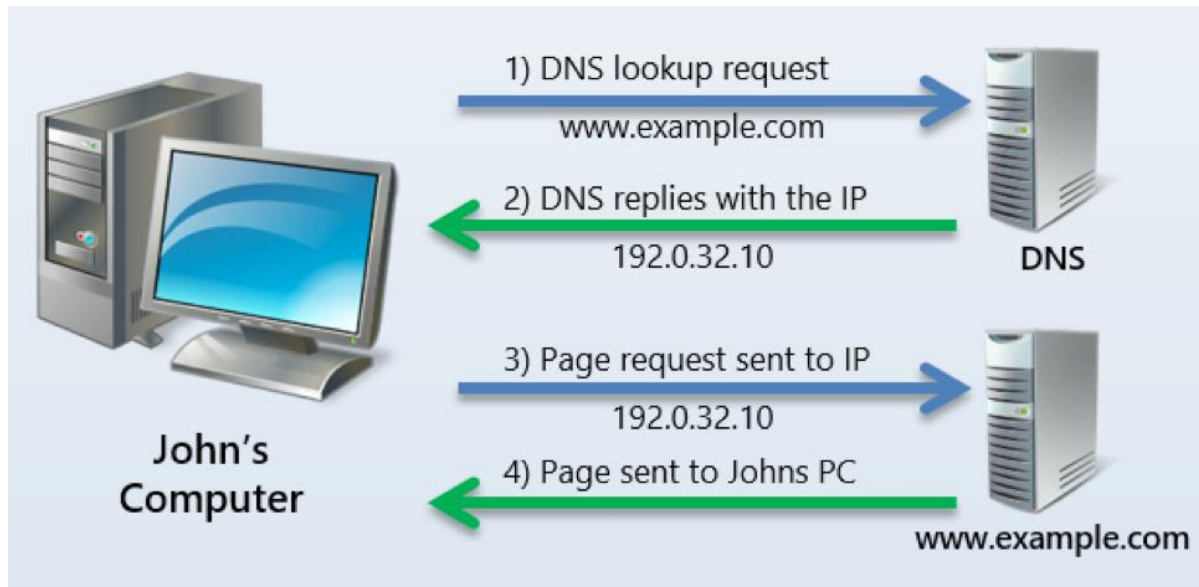 1) DNS lookup request
www.example.com
2) DNS replies with the IP
192.0.32.10
DNS
3) Page request sent to IP
192.0.32.10
4) Page sent to Johns PC
John's
Computer
www.example.com